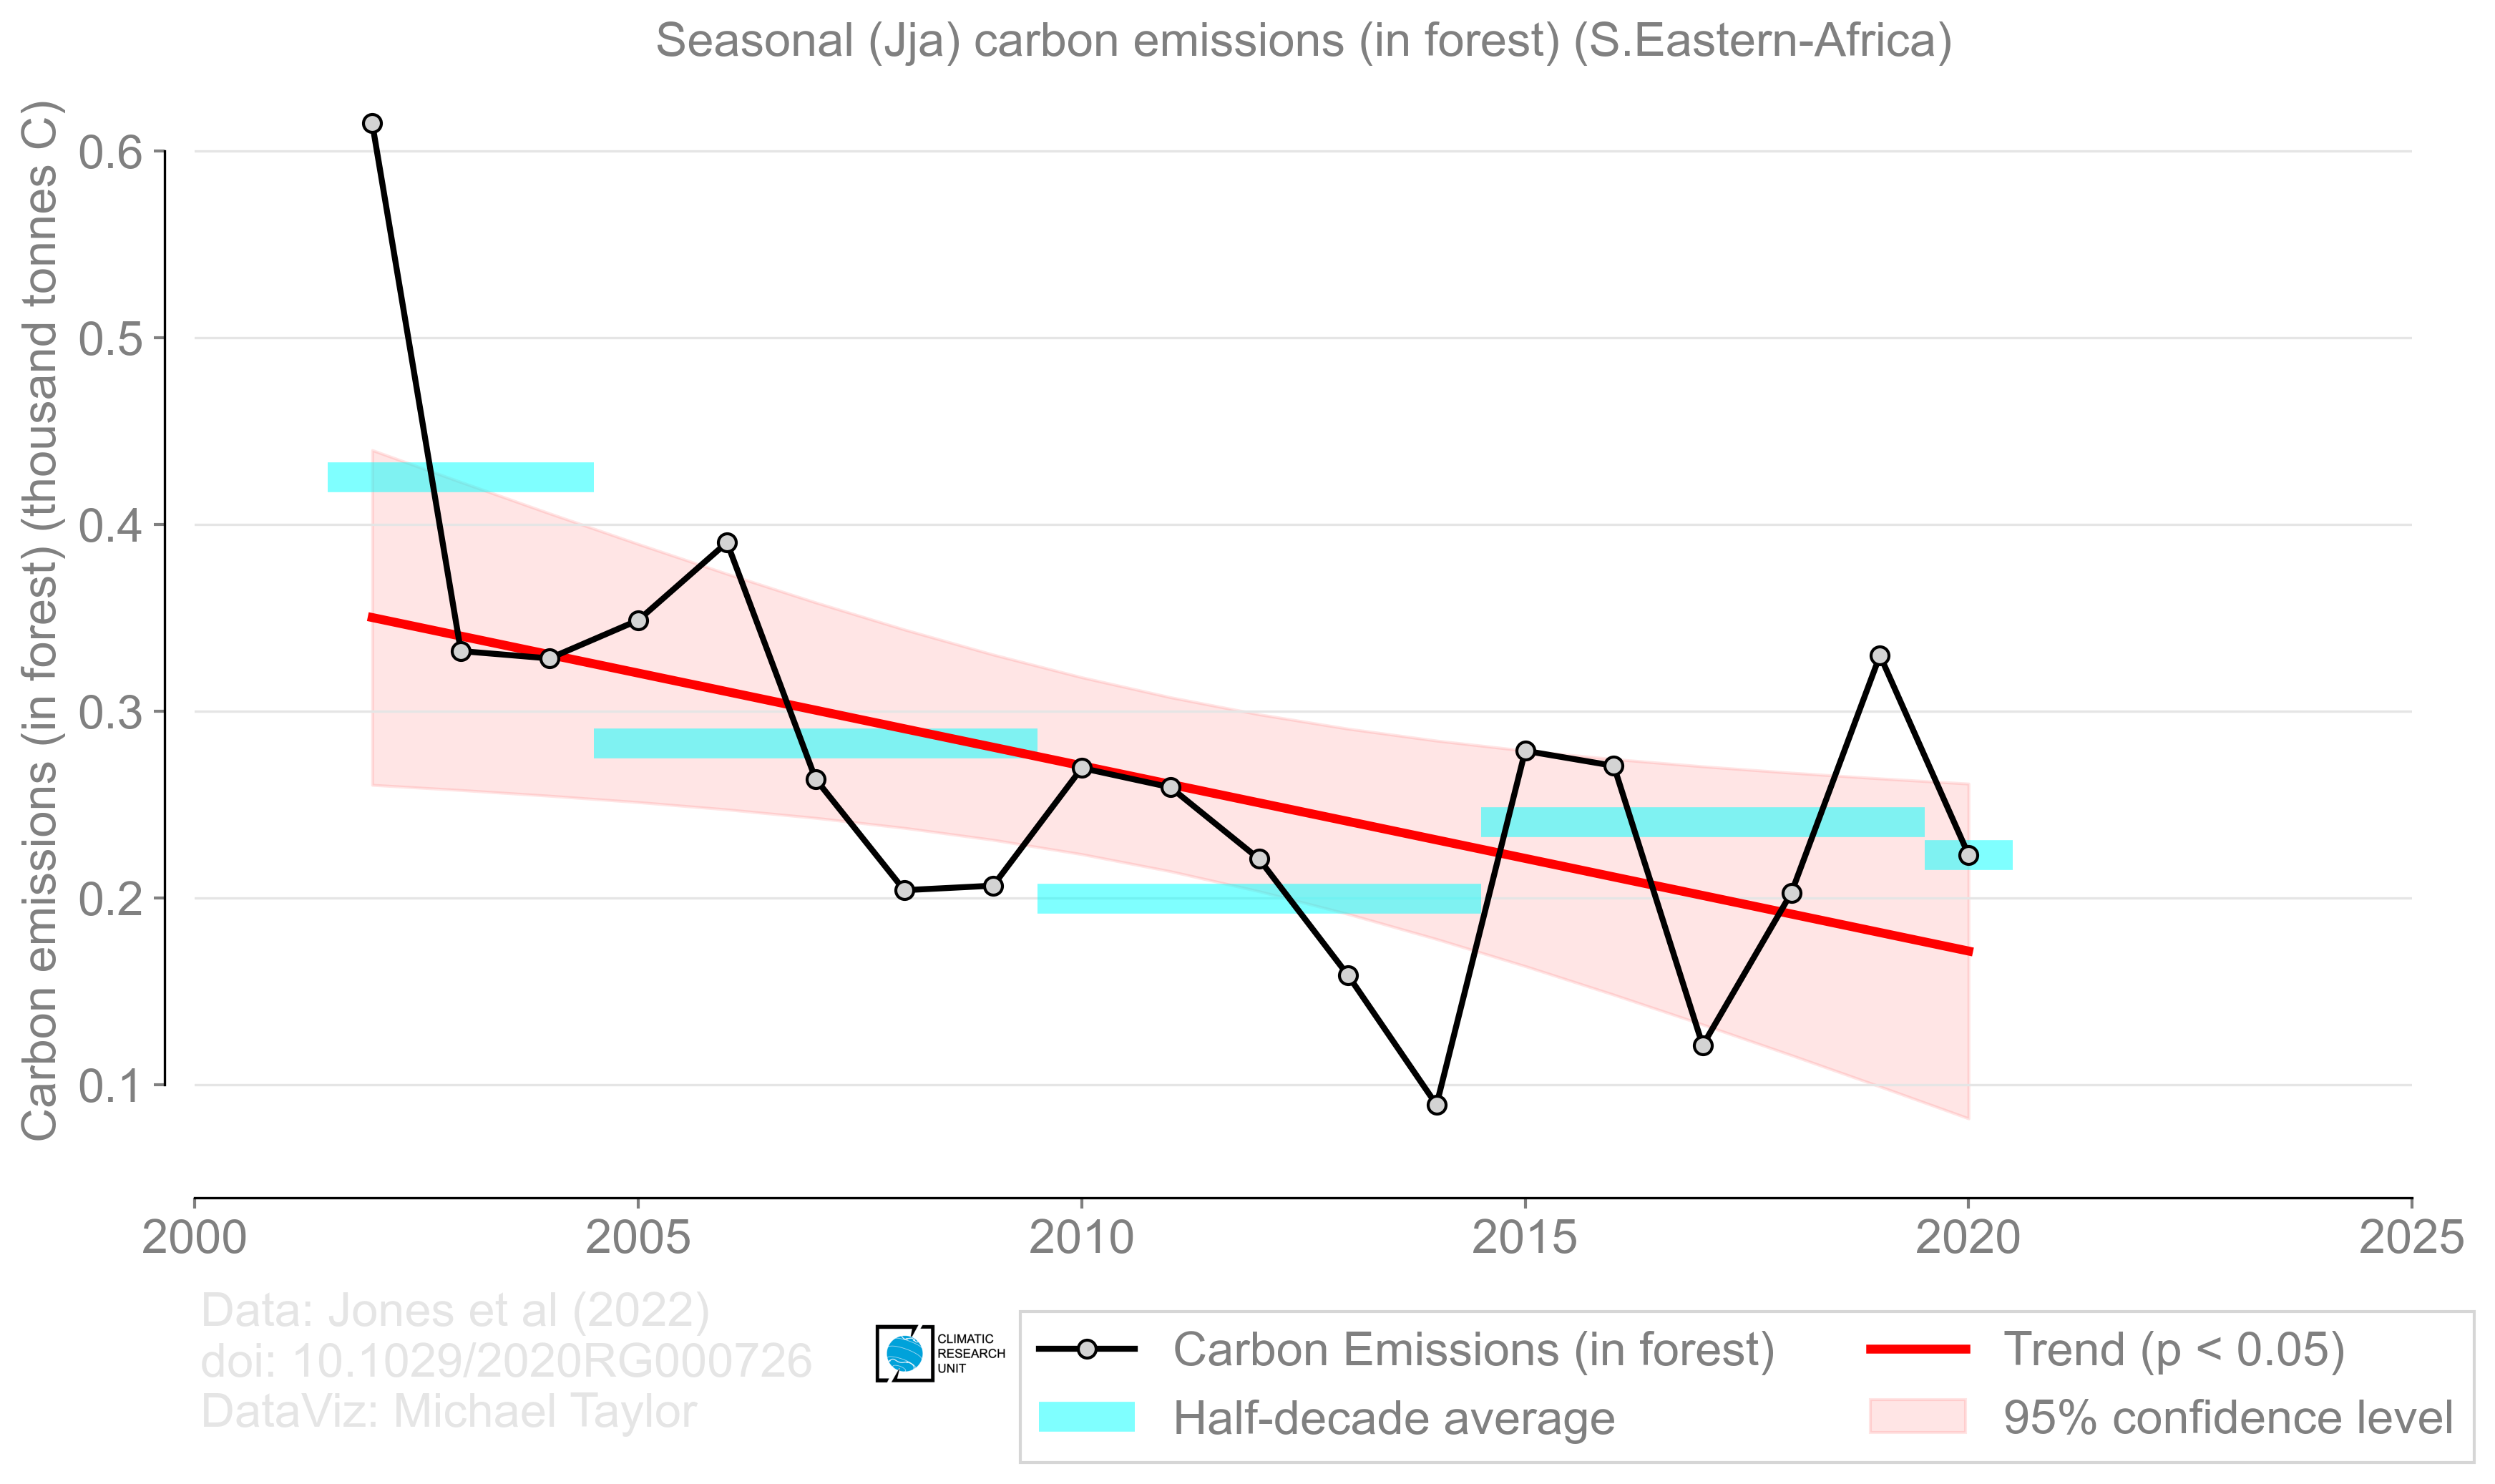 Seasonal (Jja) carbon emissions (in forest) (S.Eastern-Africa)
Carbon emissions (in forest) (thousand tonnes C)
0.6
0.5
0.4
0.3
0.2
0.1
2000 2005 2010 2015 2020 2025
Data: Jones et al (2022)
doi: 10.1029/2020RG000726
DataViz: Michael Taylor
CLIMATIC
RESEARCH
UNIT
Carbon Emissions (in forest)
Half-decade average
Trend (p < 0.05)
95% confidence level